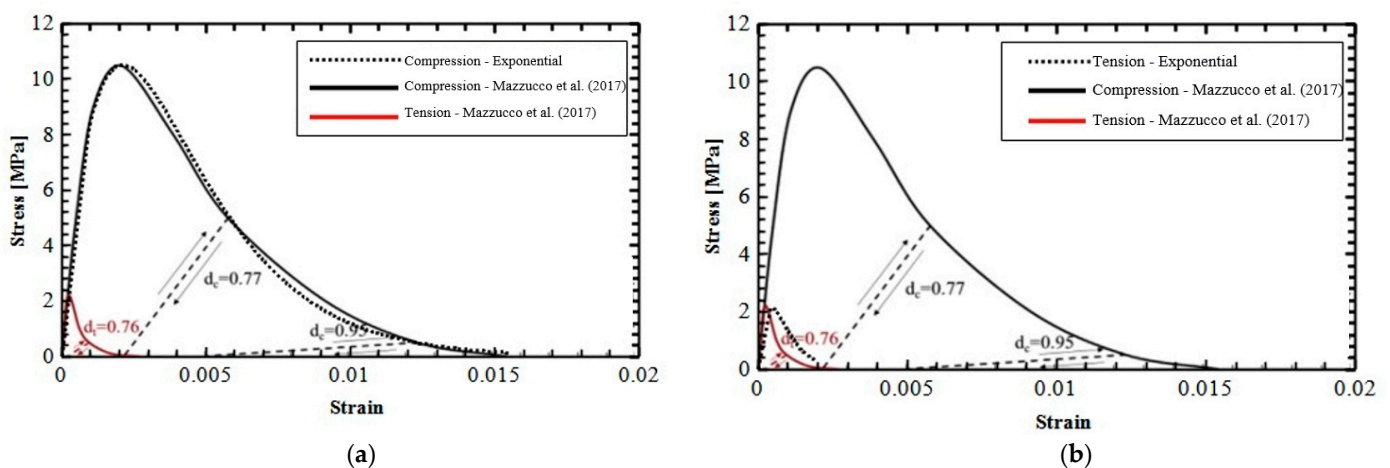 12
10
8
6
4
2
0
Stress [MPa]
Compression - Exponential
Compression - Mazzucco et al. (2017)
Tension - Mazzucco et al. (2017)
d_c=0.77
d_t=0.76
d_c=0.95
0 0.005 0.01 0.015 0.02
Strain
(a)
12
10
8
6
4
2
0
Stress [MPa]
Tension - Exponential
Compression - Mazzucco et al. (2017)
Tension - Mazzucco et al. (2017)
d_c=0.77
d_t=0.76
d_c=0.95
0 0.005 0.01 0.015 0.02
Strain
(b)